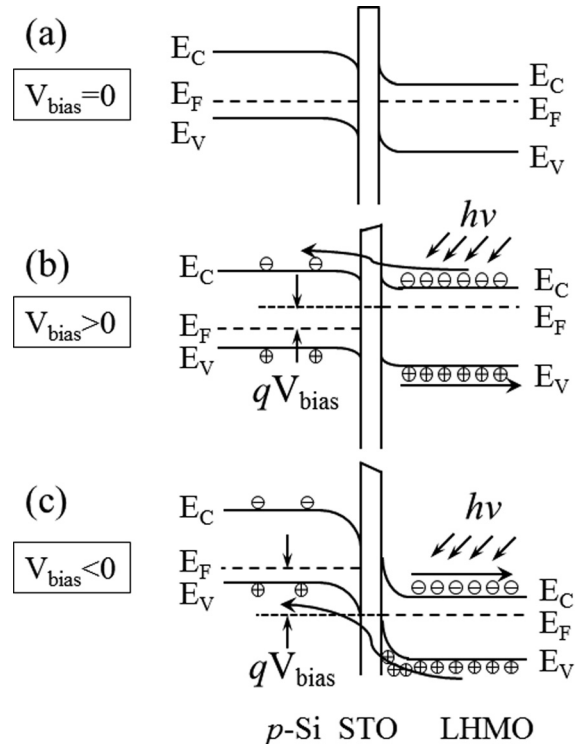 (a)
V_bias=0
E_C
E_F
E_V
E_C
E_F
E_V
(b)
V_bias>0
hν
E_C
E_F
E_V
qV_bias
E_C
E_F
E_V
(c)
V_bias<0
hν
E_C
E_F
E_V
qV_bias
E_C
E_F
E_V
p-Si STO LHMO